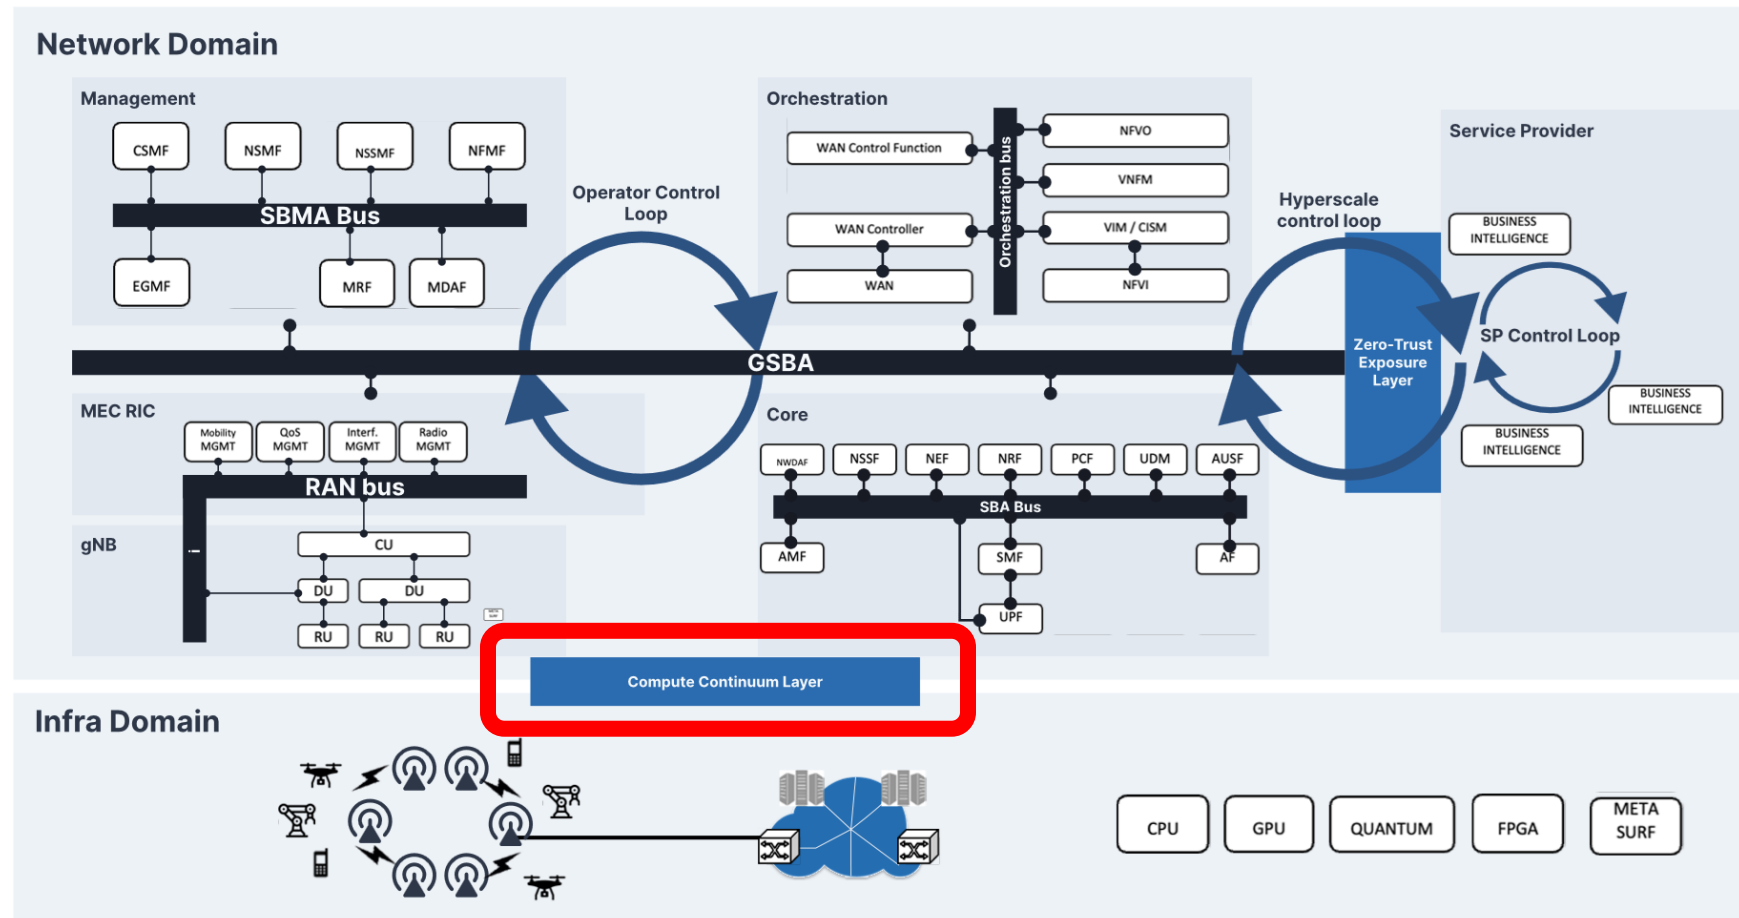 Network Domain
Management
CSMF
NSMF
NSSMF
NFMF
SBMA Bus
EGMF
MRF
MDAF
Operator Control
Loop
Orchestration
WAN Control Function
WAN Controller
WAN
Orchestration bus
NFVO
VNFM
VIM / CISM
NFVI
Hyperscale
control loop
Service Provider
BUSINESS
INTELLIGENCE
SP Control Loop
BUSINESS
INTELLIGENCE
BUSINESS
INTELLIGENCE
GSBA
Zero-Trust
Exposure
Layer
MEC RIC
Mobility
MGMT
QoS
MGMT
Interf.
MGMT
Radio
MGMT
RAN bus
gNB
CU
DU
DU
RU
RU
RU
META
SURF
Core
NWDAF
NSSF
NEF
NRF
PCF
UDM
AUSF
SBA Bus
AMF
SMF
AF
UPF
Compute Continuum Layer
Infra Domain
CPU
GPU
QUANTUM
FPGA
META
SURF